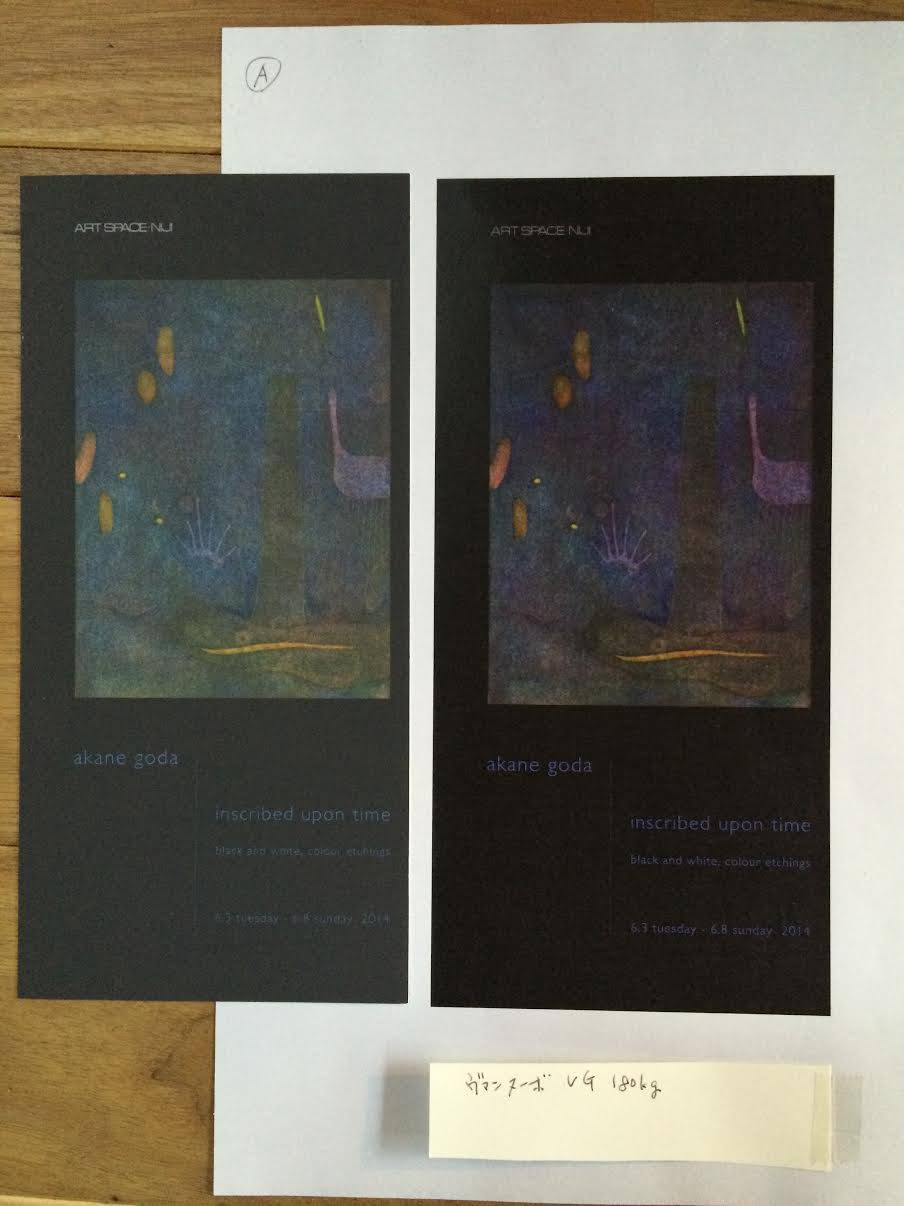 A
ART SPACE·NIJI
akane goda
inscribed upon time
black and white, colour etchings
6.3 tuesday - 6.8 sunday 2014
ART SPACE NIJI
akane goda
inscribed upon time
black and white, colour etchings
6.3 tuesday - 6.8 sunday 2014
ヴァンヌーボ VG 180kg